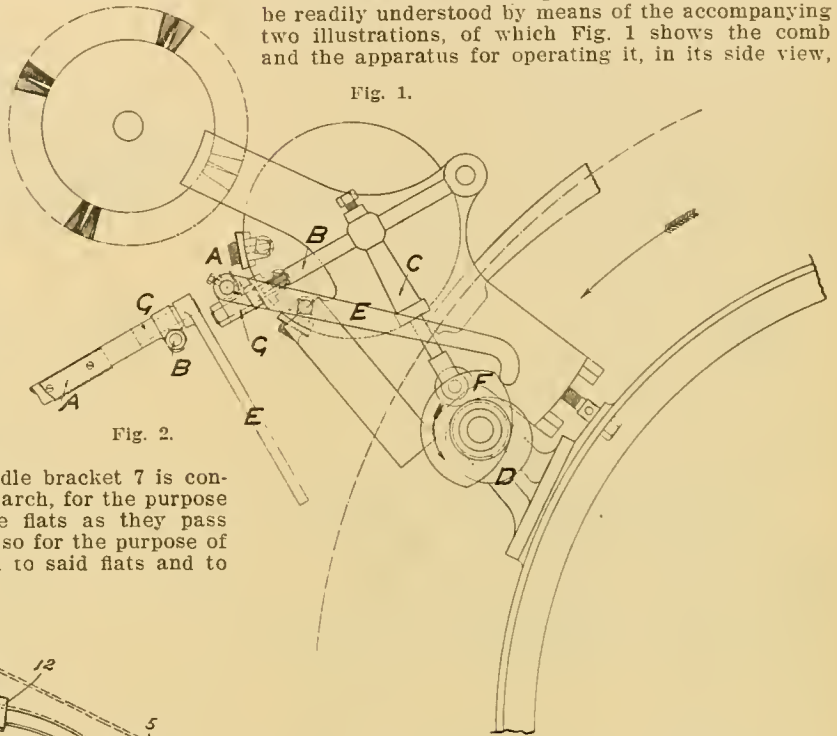 be readily understood by means of the accompanying
two illustrations, of which Fig. 1 shows the comb
and the apparatus for operating it, in its side view,
Fig. 1.
A
B
C
E
G
F
D
G
B
A
E
Fig. 2.
dle bracket 7 is con-
arch, for the purpose
e flats as they pass
so for the purpose of
to said flats and to
12
5